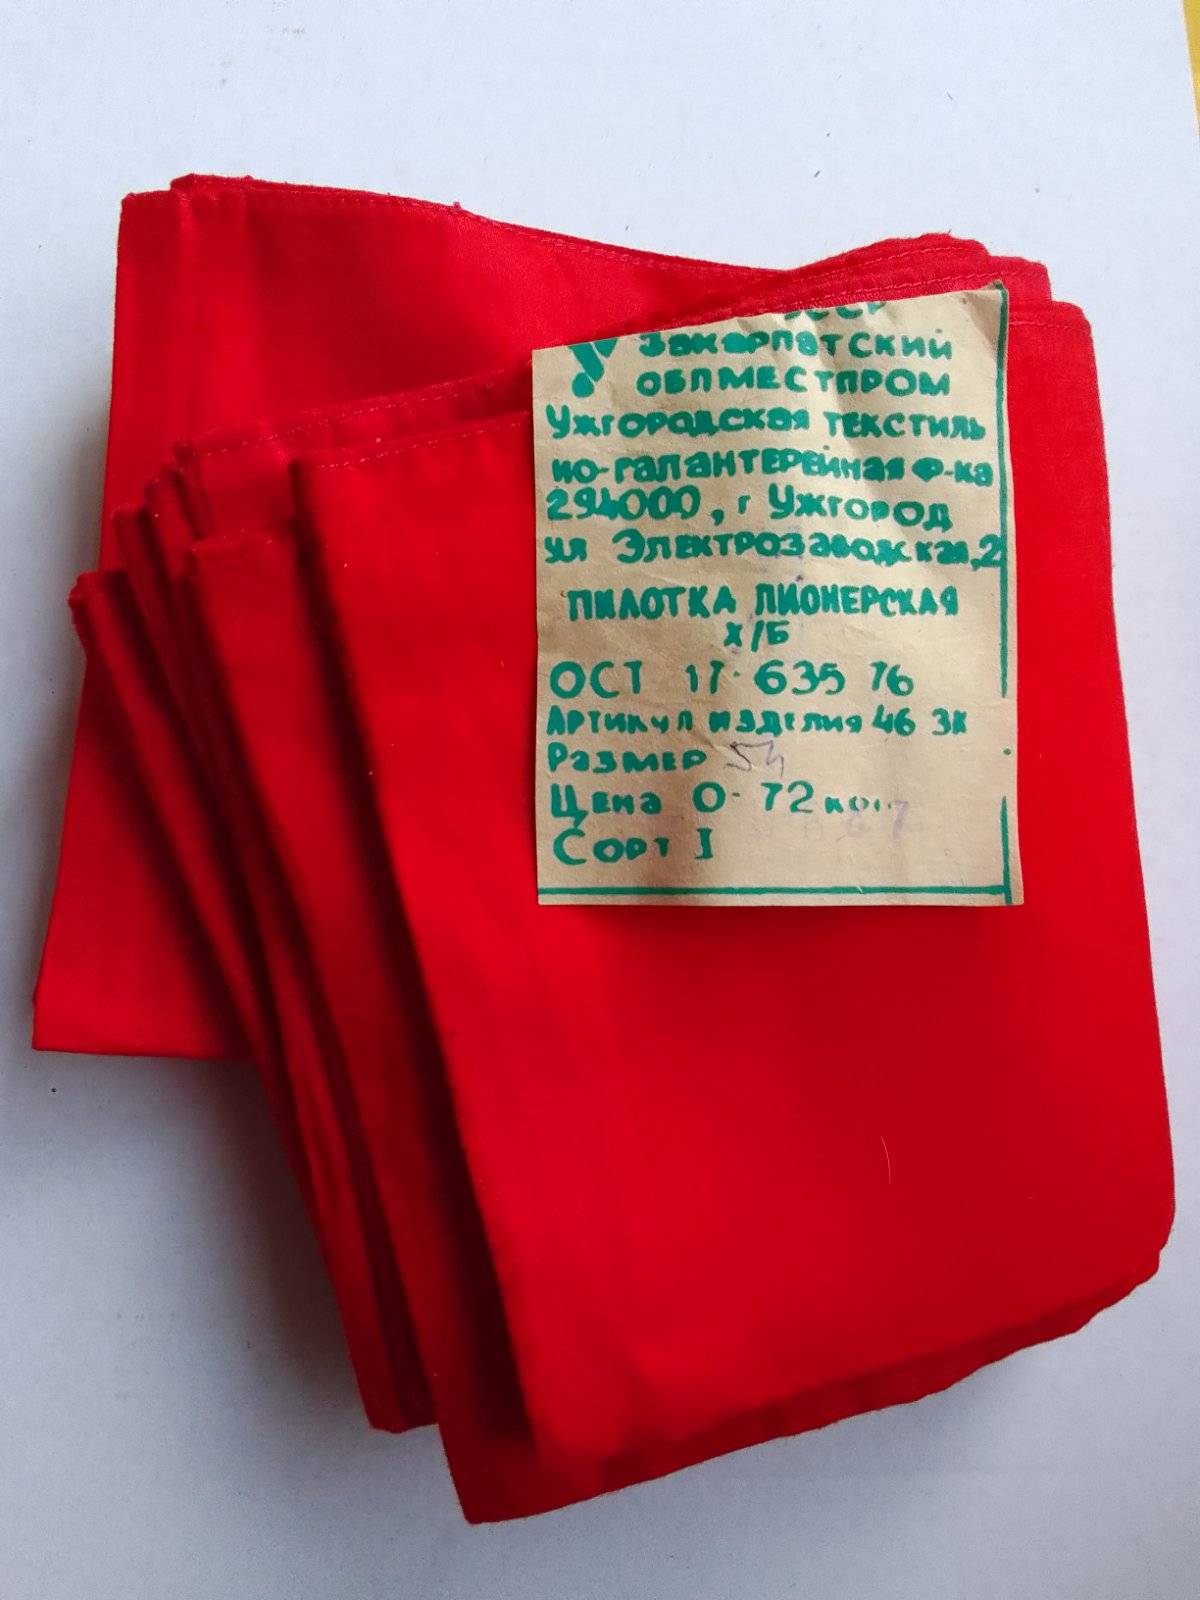 Закарпатский
облместпром
Ужгородская текстиль
но-галантерейная ф-ка
294000, г Ужгород
ул Электрозаводская,2
ПИЛОТКА ПИОНЕРСКАЯ
Х/Б
ОСТ 17·635 76
Артикул изделия 46 3к
Размер 54
Цена 0-72 коп.
Сорт I